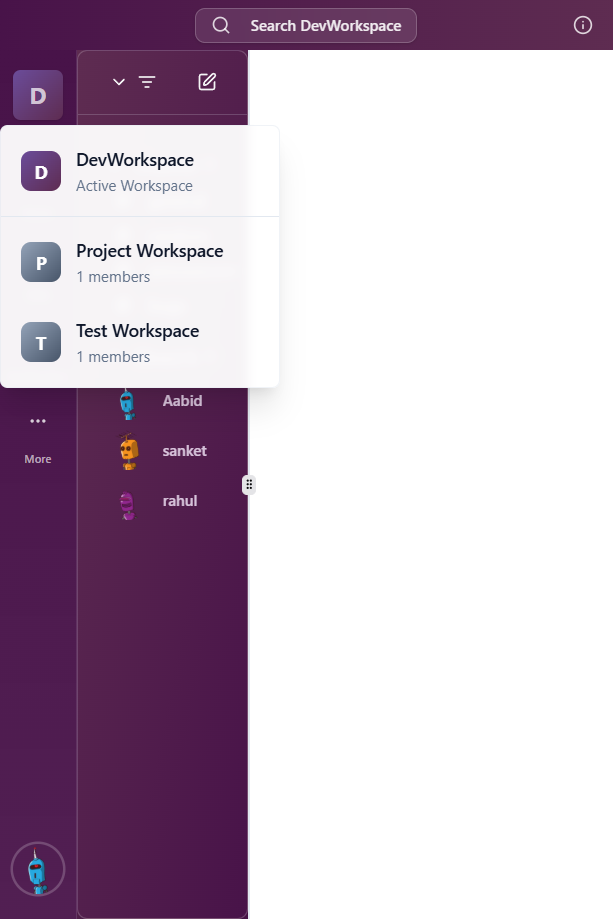 Search DevWorkspace
D
D
DevWorkspace
Active Workspace
P
Project Workspace
1 members
T
Test Workspace
1 members
Aabid
More
sanket
rahul